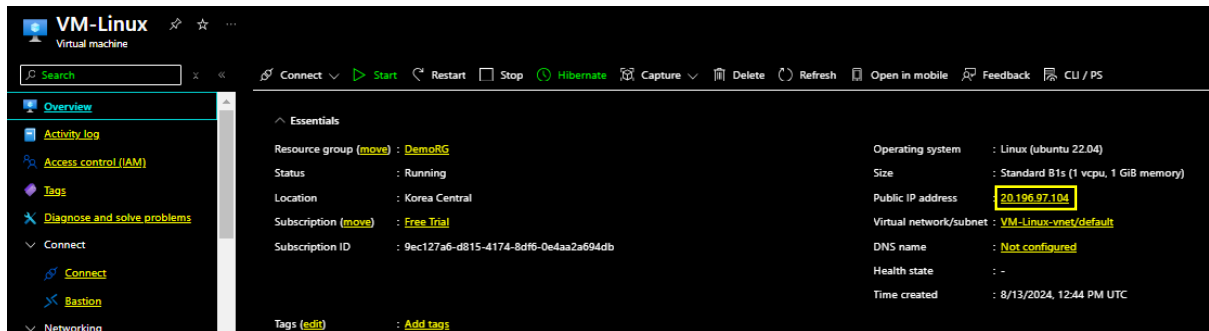 VM-Linux
Virtual machine
Search
Connect Start Restart Stop Hibernate Capture Delete Refresh Open in mobile Feedback CLI / PS
Overview
Activity log
Access control (IAM)
Tags
Diagnose and solve problems
Connect
Connect
Bastion
Networking
Essentials
Resource group (move) : DemoRG
Status : Running
Location : Korea Central
Subscription (move) : Free Trial
Subscription ID : 9ec127a6-d815-4174-8df6-0e4aa2a694db
Operating system : Linux (ubuntu 22.04)
Size : Standard B1s (1 vcpu, 1 GiB memory)
Public IP address : 20.196.97.104
Virtual network/subnet : VM-Linux-vnet/default
DNS name : Not configured
Health state : -
Time created : 8/13/2024, 12:44 PM UTC
Tags (edit) : Add tags